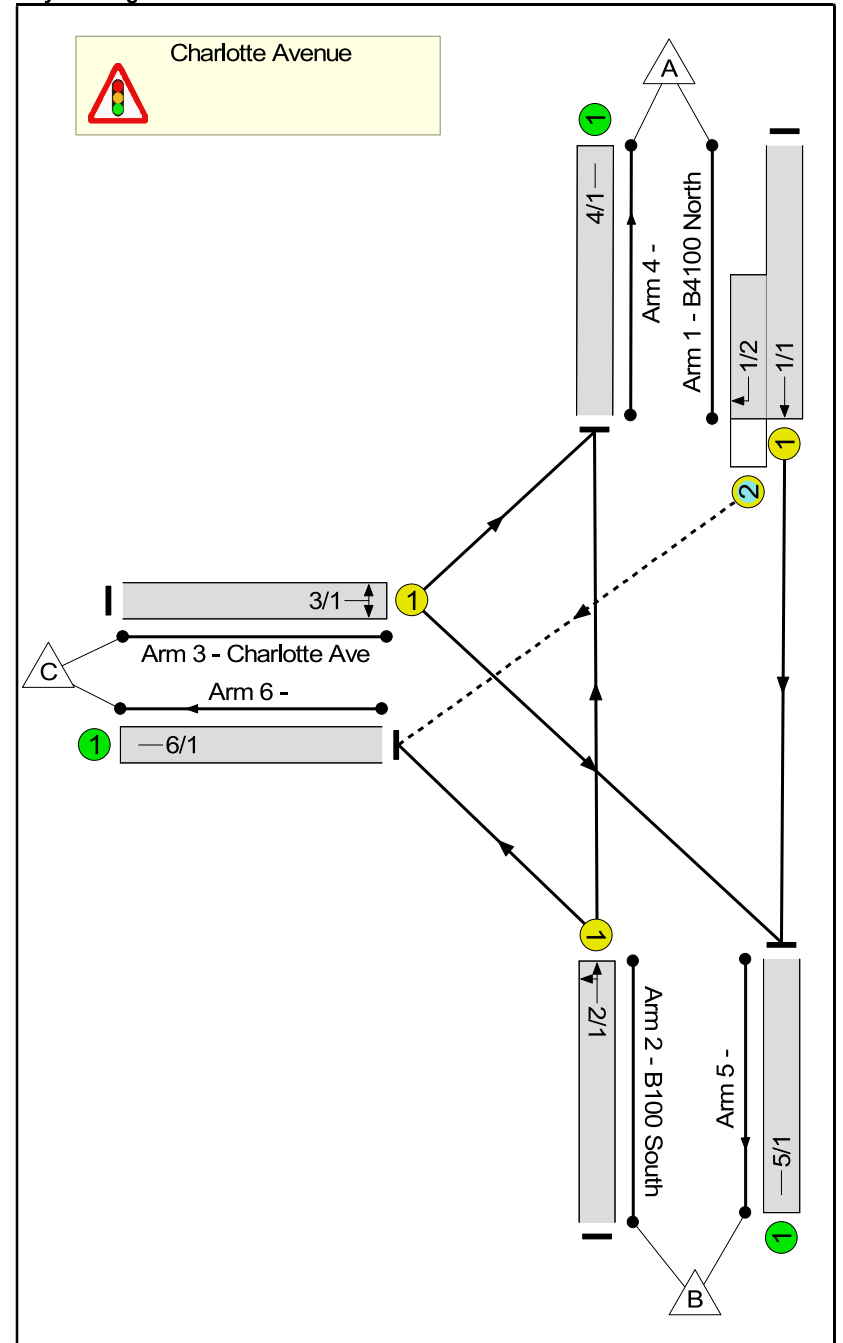 Charlotte Avenue
A
1
4/1
Arm 4 -
Arm 1 - B4100 North
1/2
1/1
1
2
3/1
1
Arm 3 - Charlotte Ave
C
Arm 6 -
1
6/1
1
2/1
Arm 2 - B100 South
Arm 5 -
5/1
1
B